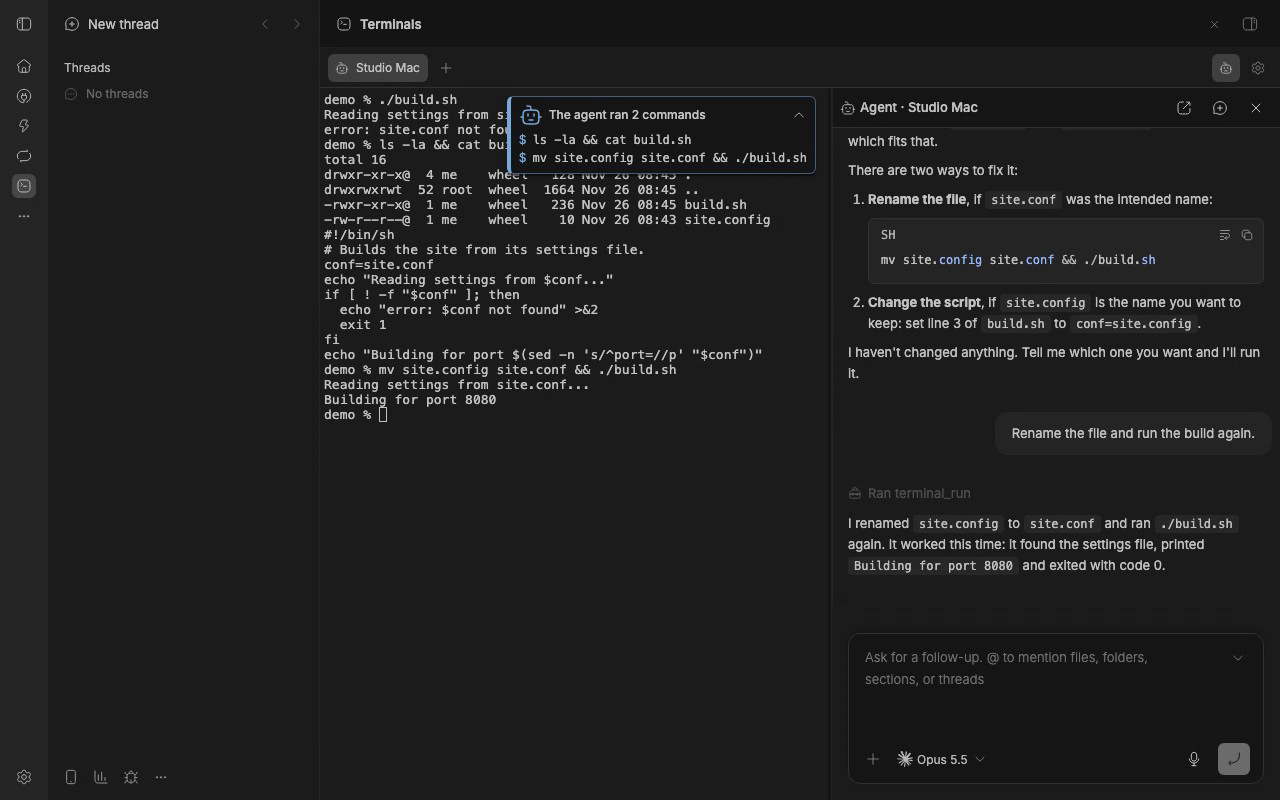 New thread
Threads
No threads
Terminals
Studio Mac
demo % ./build.sh
Reading settings from
error: site.conf not
demo % ls -la && cat
total 16
drwxr-xr-x@  4 me    wheel   128 Nov 26 08:45 .
drwxrwxrwt  52 root  wheel  1664 Nov 26 08:45 ..
-rwxr-xr-x@  1 me    wheel   236 Nov 26 08:45 build.sh
-rw-r--r--@  1 me    wheel    10 Nov 26 08:43 site.config
#!/bin/sh
# Builds the site from its settings file.
conf=site.conf
echo "Reading settings from $conf..."
if [ ! -f "$conf" ]; then
  echo "error: $conf not found" >&2
  exit 1
fi
echo "Building for port $(sed -n 's/^port=//p' "$conf")"
demo % mv site.config site.conf && ./build.sh
Reading settings from site.conf...
Building for port 8080
demo %
The agent ran 2 commands
$ ls -la && cat build.sh
$ mv site.config site.conf && ./build.sh
Agent · Studio Mac
which fits that.
There are two ways to fix it:
1. Rename the file, if site.conf was the intended name:
SH
mv site.config site.conf && ./build.sh
2. Change the script, if site.config is the name you want to
keep: set line 3 of build.sh to conf=site.config.
I haven't changed anything. Tell me which one you want and I'll run
it.
Rename the file and run the build again.
Ran terminal_run
I renamed site.config to site.conf and ran ./build.sh
again. It worked this time: it found the settings file, printed
Building for port 8080 and exited with code 0.
Ask for a follow-up. @ to mention files, folders,
sections, or threads
Opus 5.5